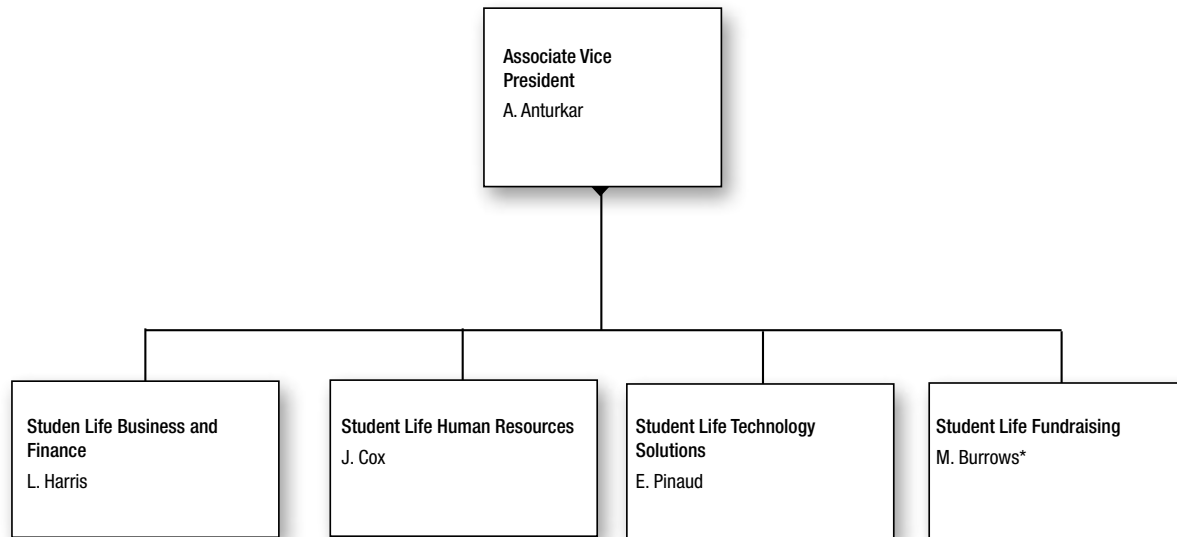 Associate Vice
President
A. Anturkar
Studen Life Business and
Finance
L. Harris
Student Life Human Resources
J. Cox
Student Life Technology
Solutions
E. Pinaud
Student Life Fundraising
M. Burrows*